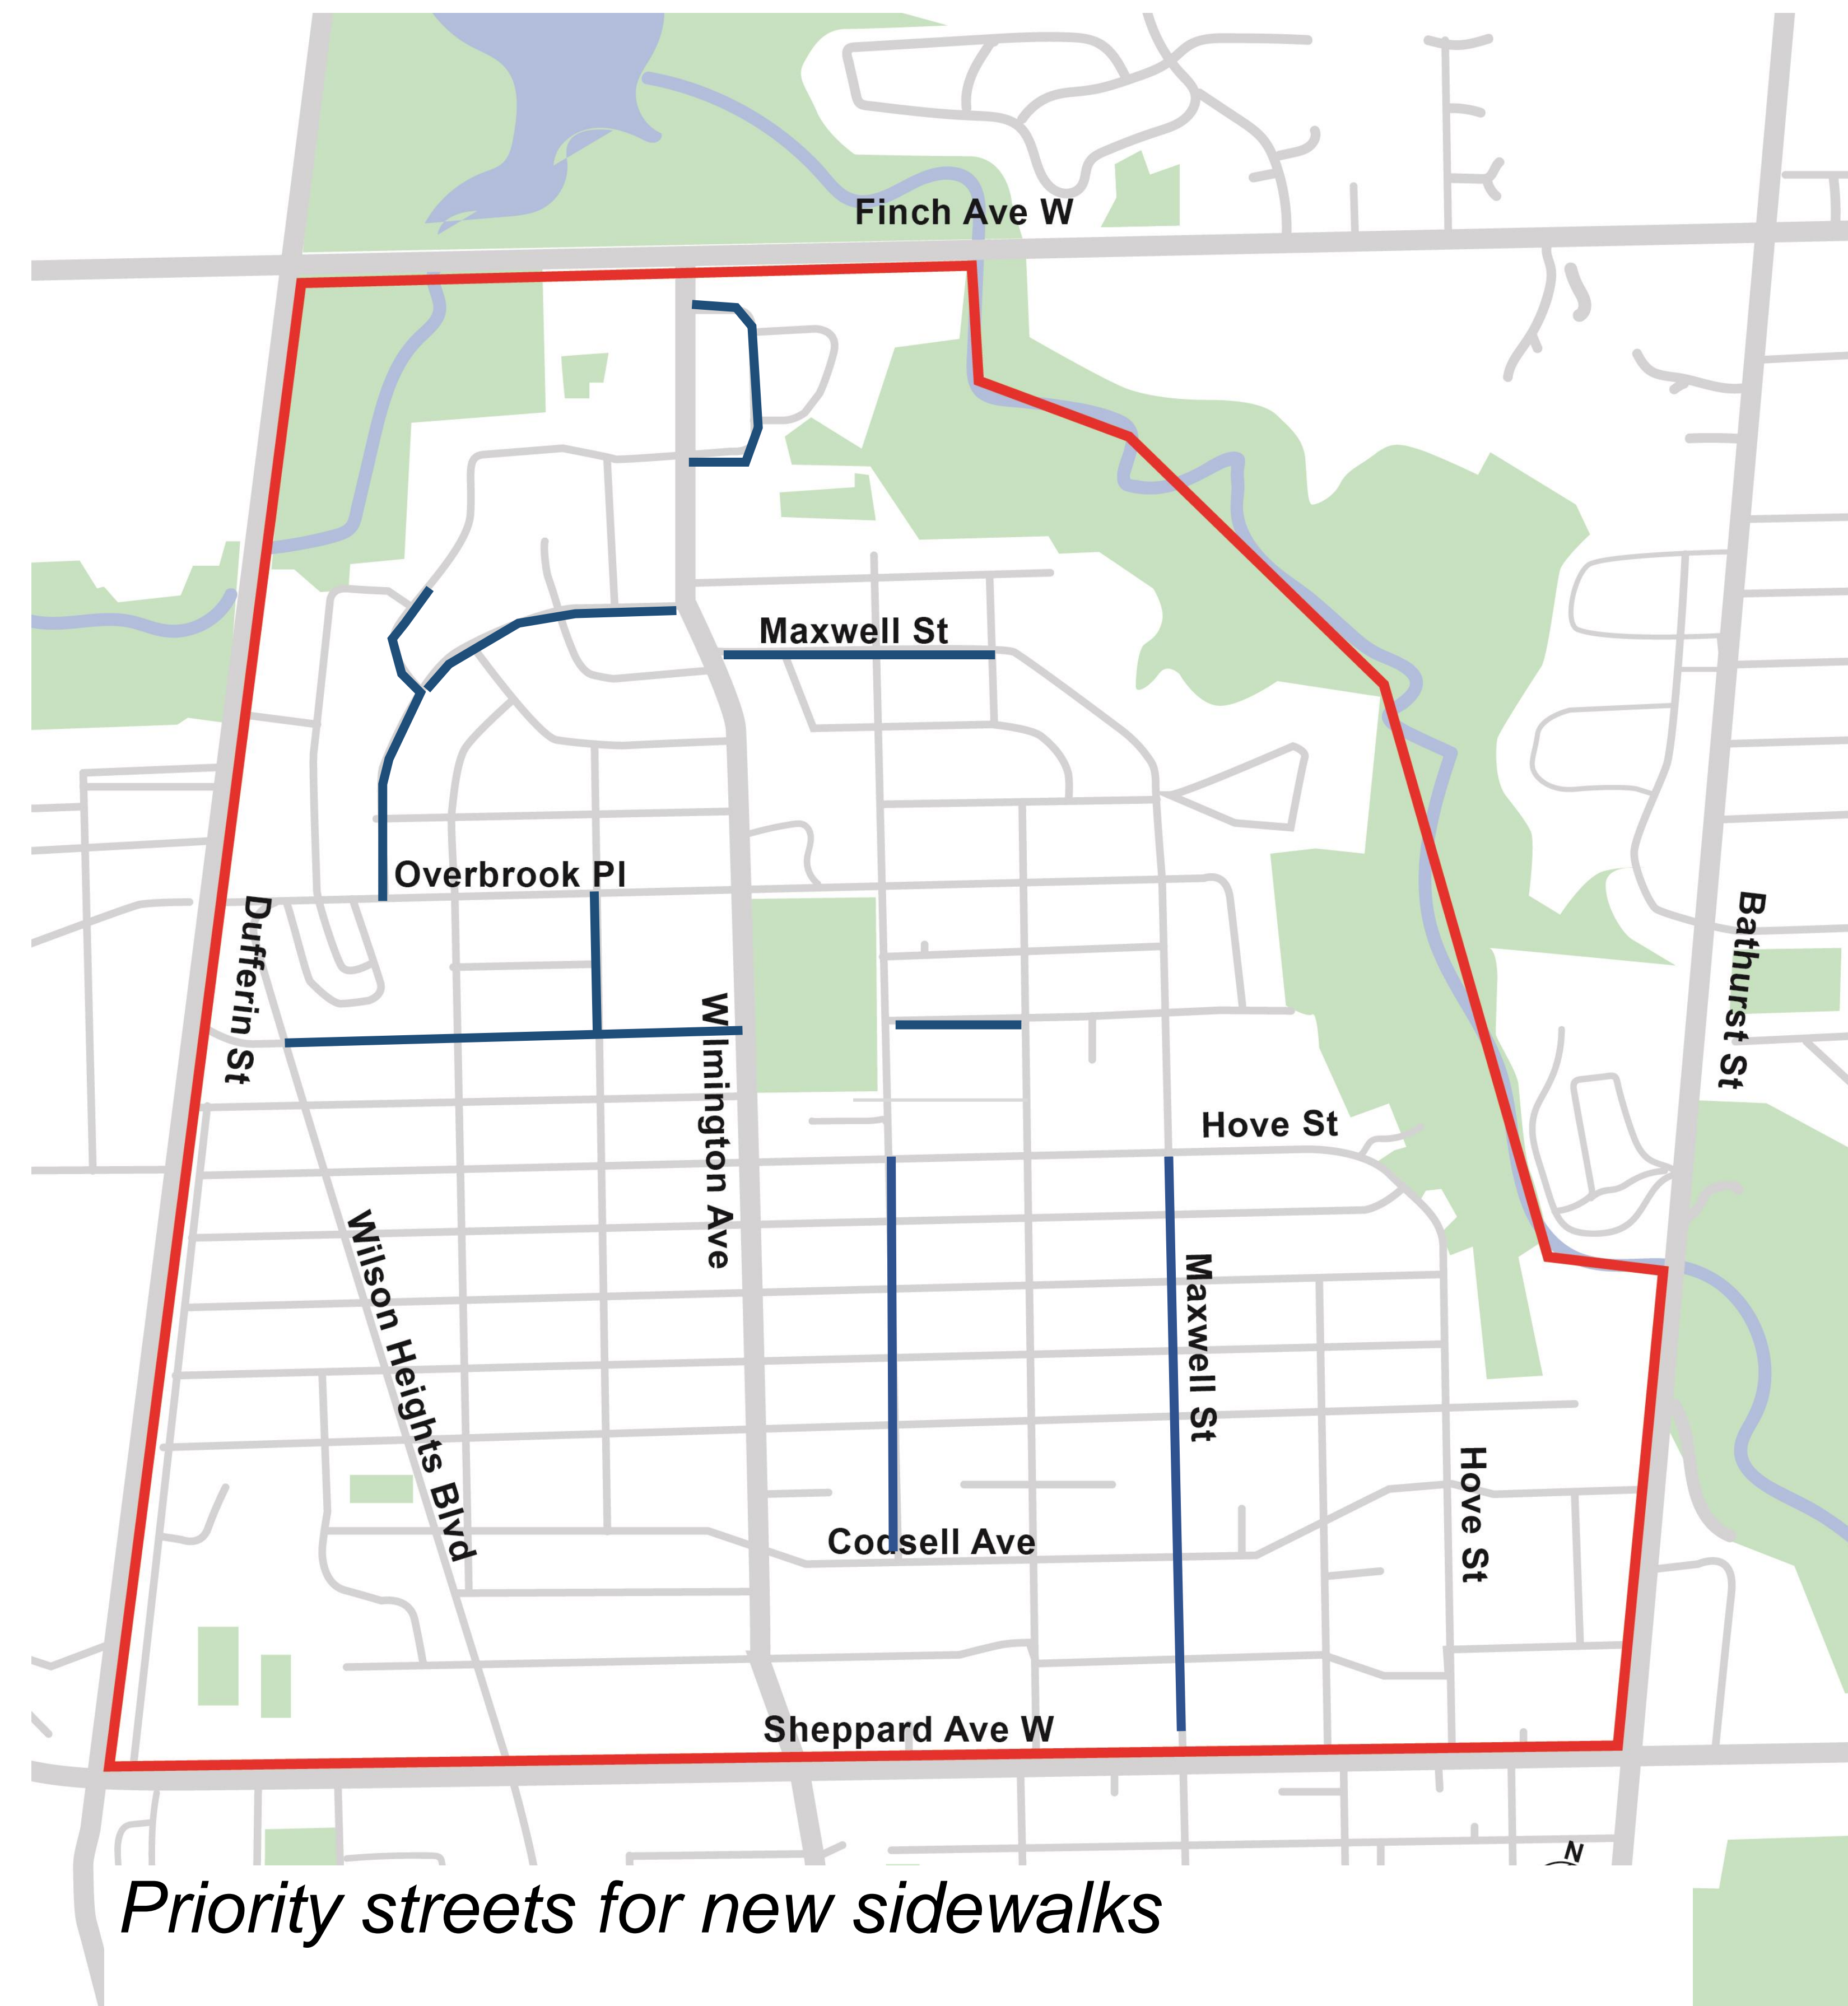 Finch Ave W
Maxwell St
Overbrook Pl
Dufferin St
Bathurst St
Wilmington Ave
Hove St
Wilson Heights Blvd
Maxwell St
Hove St
Codsell Ave
Sheppard Ave W
N
Priority streets for new sidewalks